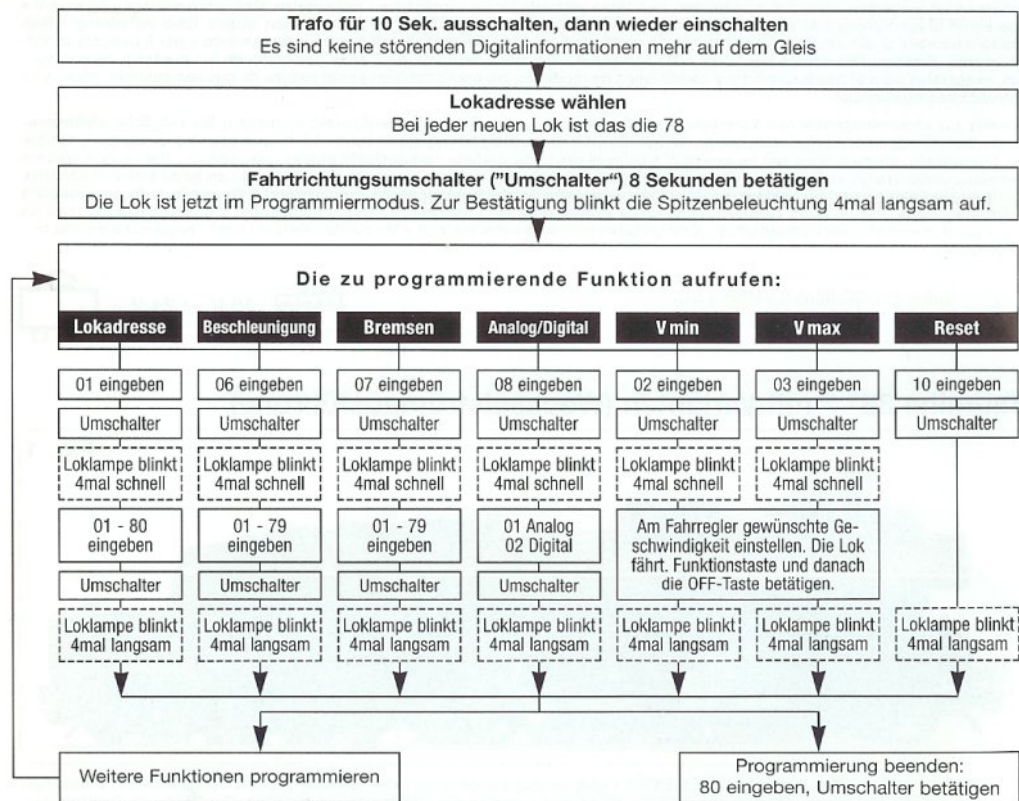 Trafo für 10 Sek. ausschalten, dann wieder einschalten
Es sind keine störenden Digitalinformationen mehr auf dem Gleis
Lokadresse wählen
Bei jeder neuen Lok ist das die 78
Fahrtrichtungsumschalter ("Umschalter“) 8 Sekunden betätigen
Die Lok ist jetzt im Programmiermodus. Zur Bestätigung blinkt die Spitzenbeleuchtung 4mal langsam auf.
Die zu programmierende Funktion aufrufen:
Lokadresse
01 eingeben
Umschalter
Loklampe blinkt
4mal schnell
01 - 80
eingeben
Umschalter
Loklampe blinkt
4mal langsam
Beschleunigung
06 eingeben
Umschalter
Loklampe blinkt
4mal schnell
01 - 79
eingeben
Umschalter
Loklampe blinkt
4mal langsam
Bremsen
07 eingeben
Umschalter
Loklampe blinkt
4mal schnell
01 - 79
eingeben
Umschalter
Loklampe blinkt
4mal langsam
Analog/Digital
08 eingeben
Umschalter
Loklampe blinkt
4mal schnell
01 Analog
02 Digital
Umschalter
Loklampe blinkt
4mal langsam
V min
02 eingeben
Umschalter
Loklampe blinkt
4mal schnell
V max
03 eingeben
Umschalter
Loklampe blinkt
4mal schnell
Am Fahrregler gewünschte Ge-
schwindigkeit einstellen. Die Lok
fährt. Funktionstaste und danach
die OFF-Taste betätigen.
Loklampe blinkt
4mal langsam
Loklampe blinkt
4mal langsam
Reset
10 eingeben
Umschalter
Loklampe blinkt
4mal langsam
Weitere Funktionen programmieren
Programmierung beenden:
80 eingeben, Umschalter betätigen